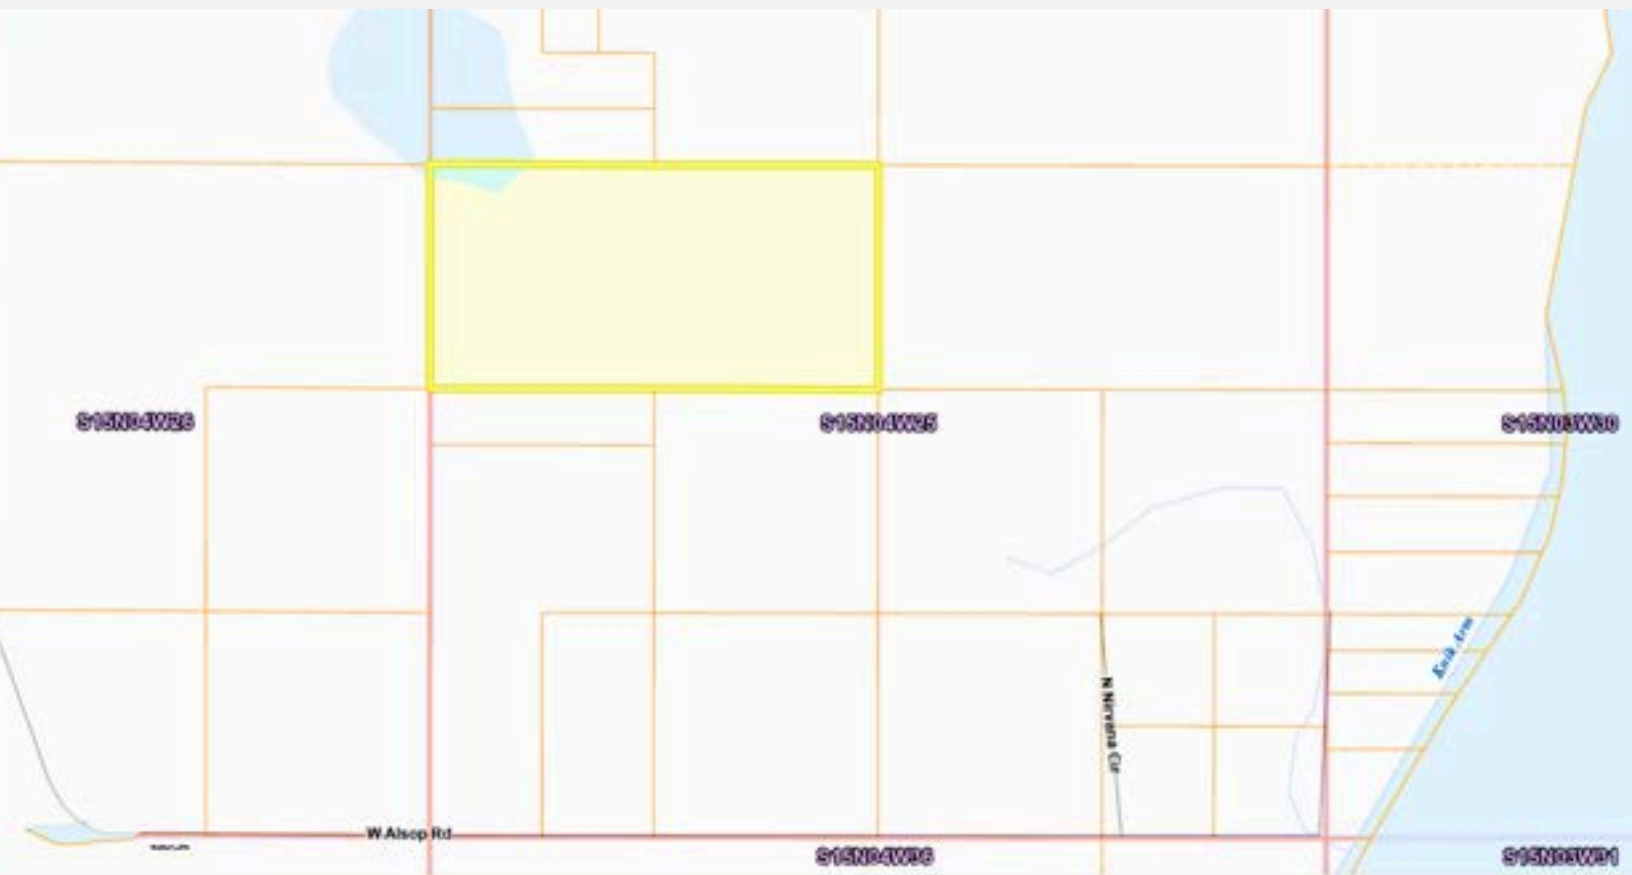 S15N04W26
S15N04W25
S15N03W30
Knik Arm
N Nirvana Cir
W Alsop Rd
S15N04W36
S15N03W31